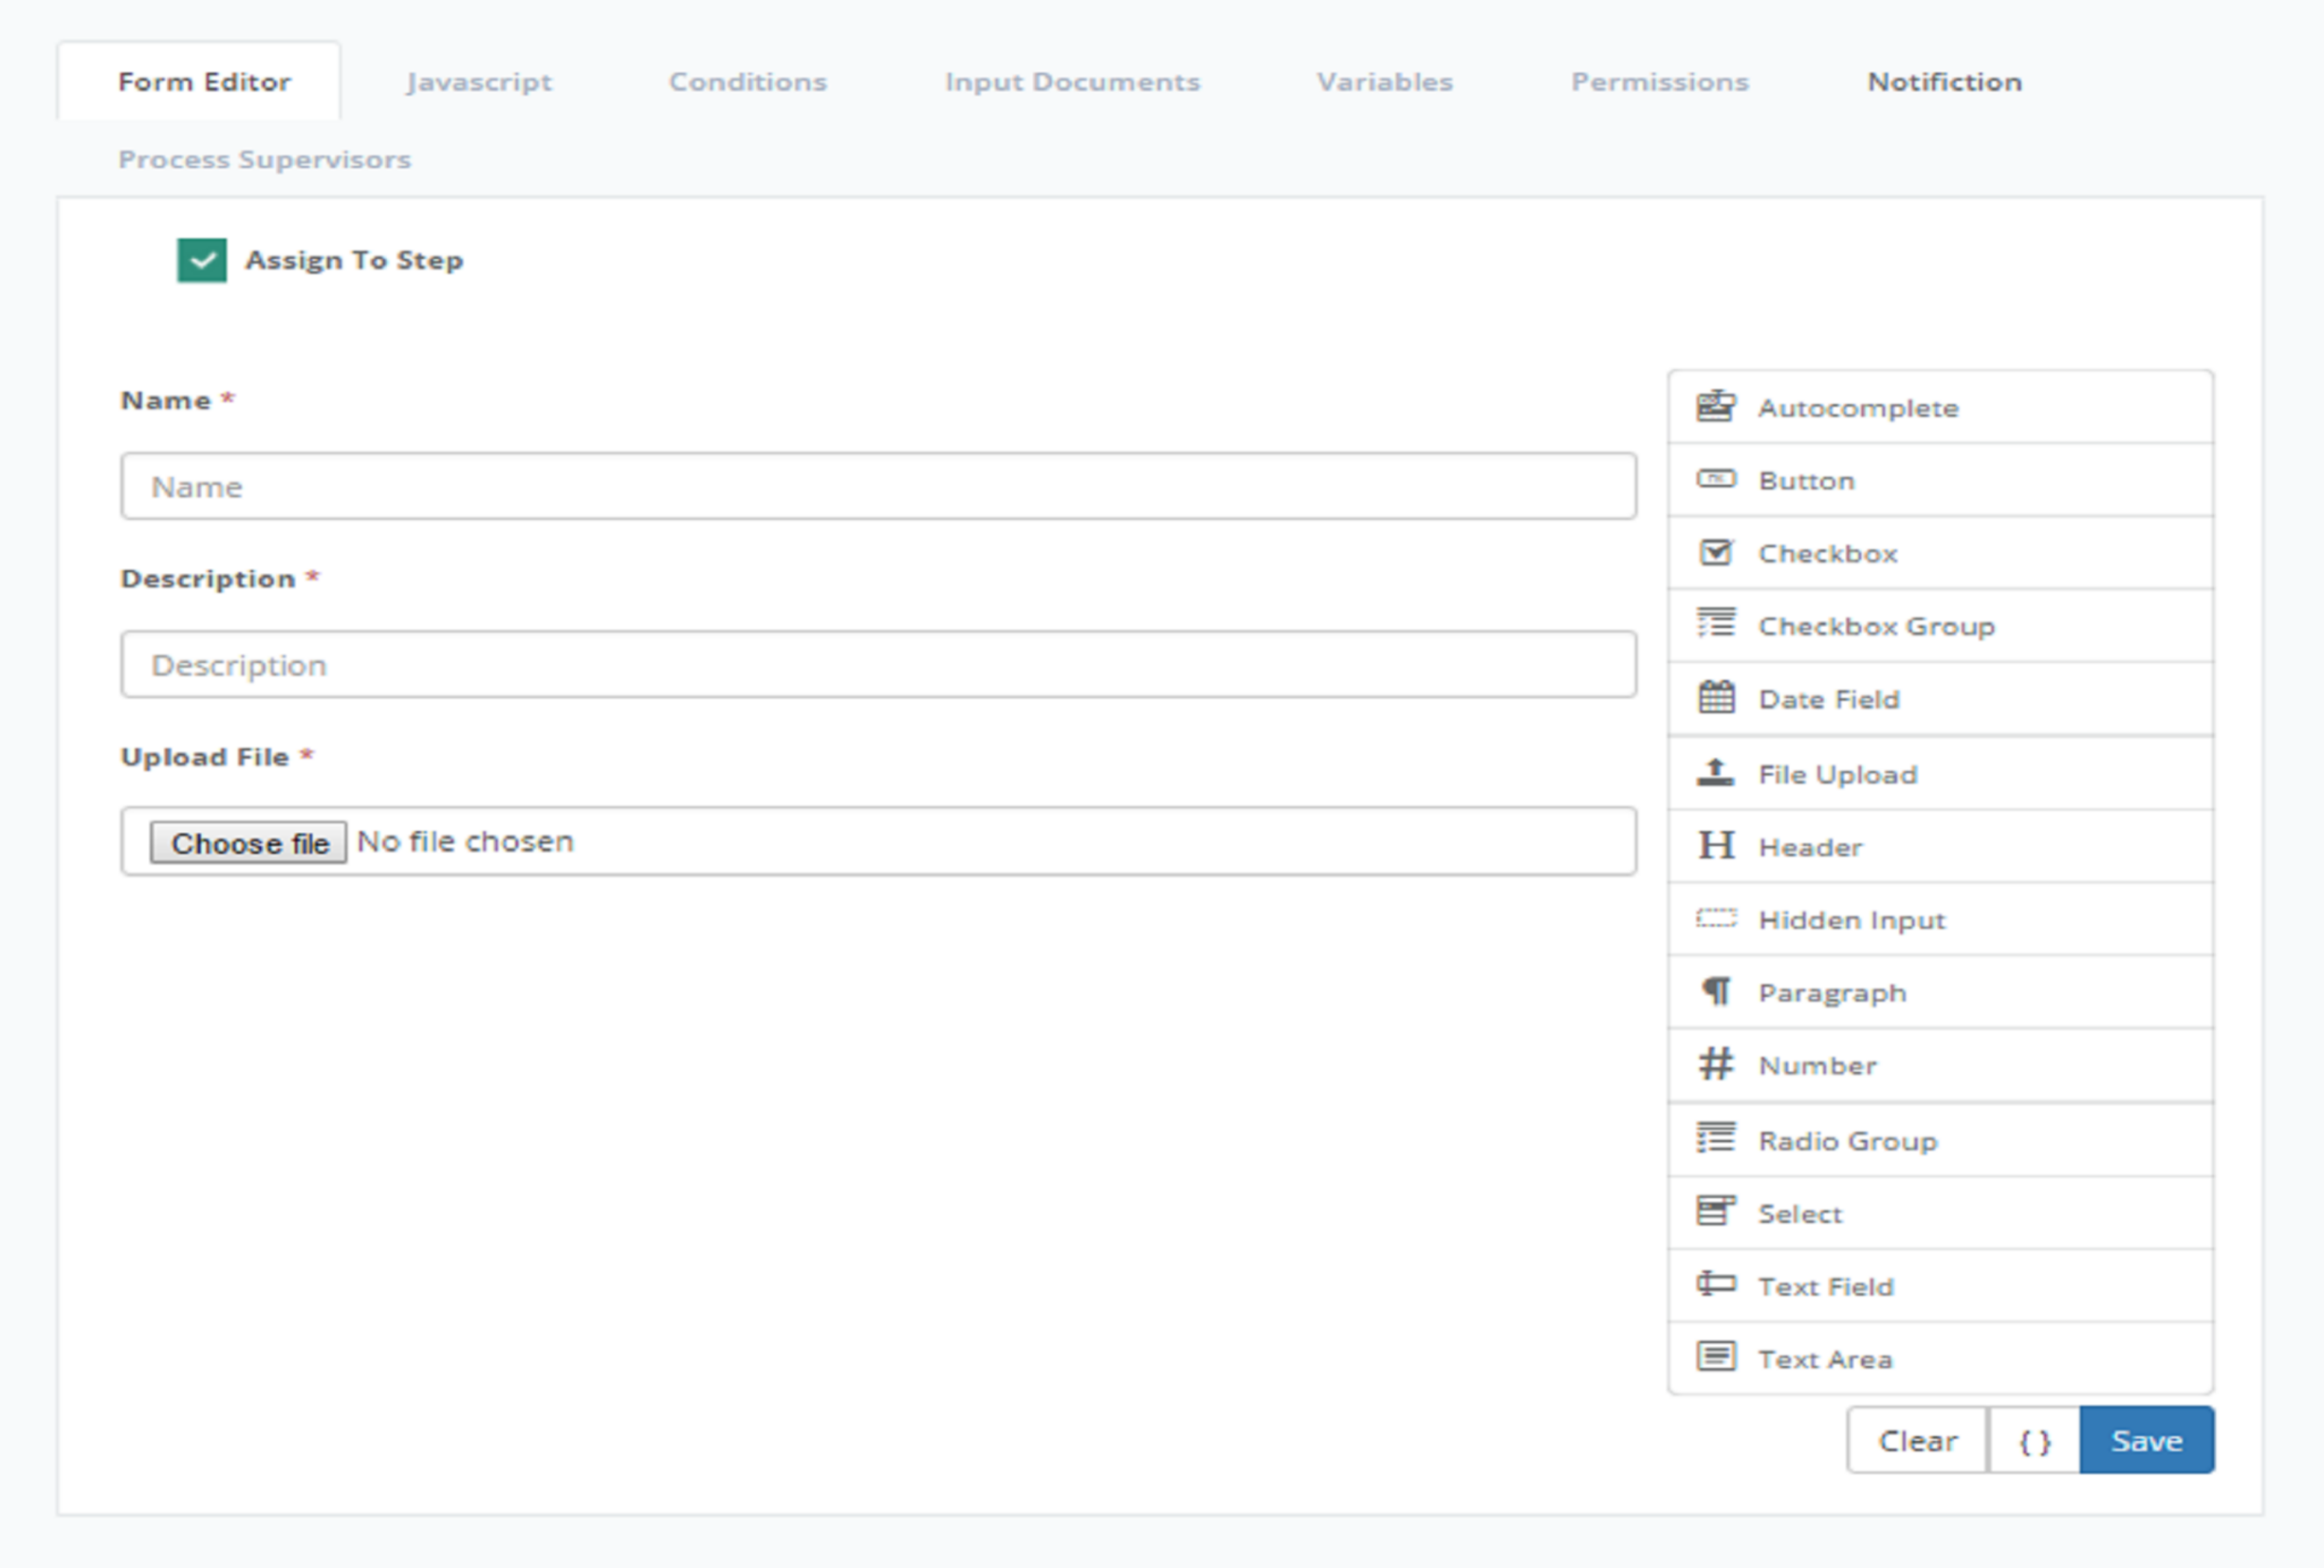 Form Editor Javascript Conditions Input Documents Variables Permissions Notifiction
Process Supervisors
Assign To Step
Name *
Name
Description *
Description
Upload File *
Choose file No file chosen
Autocomplete
Button
Checkbox
Checkbox Group
Date Field
File Upload
H Header
Hidden Input
¶ Paragraph
# Number
Radio Group
Select
Text Field
Text Area
Clear { } Save